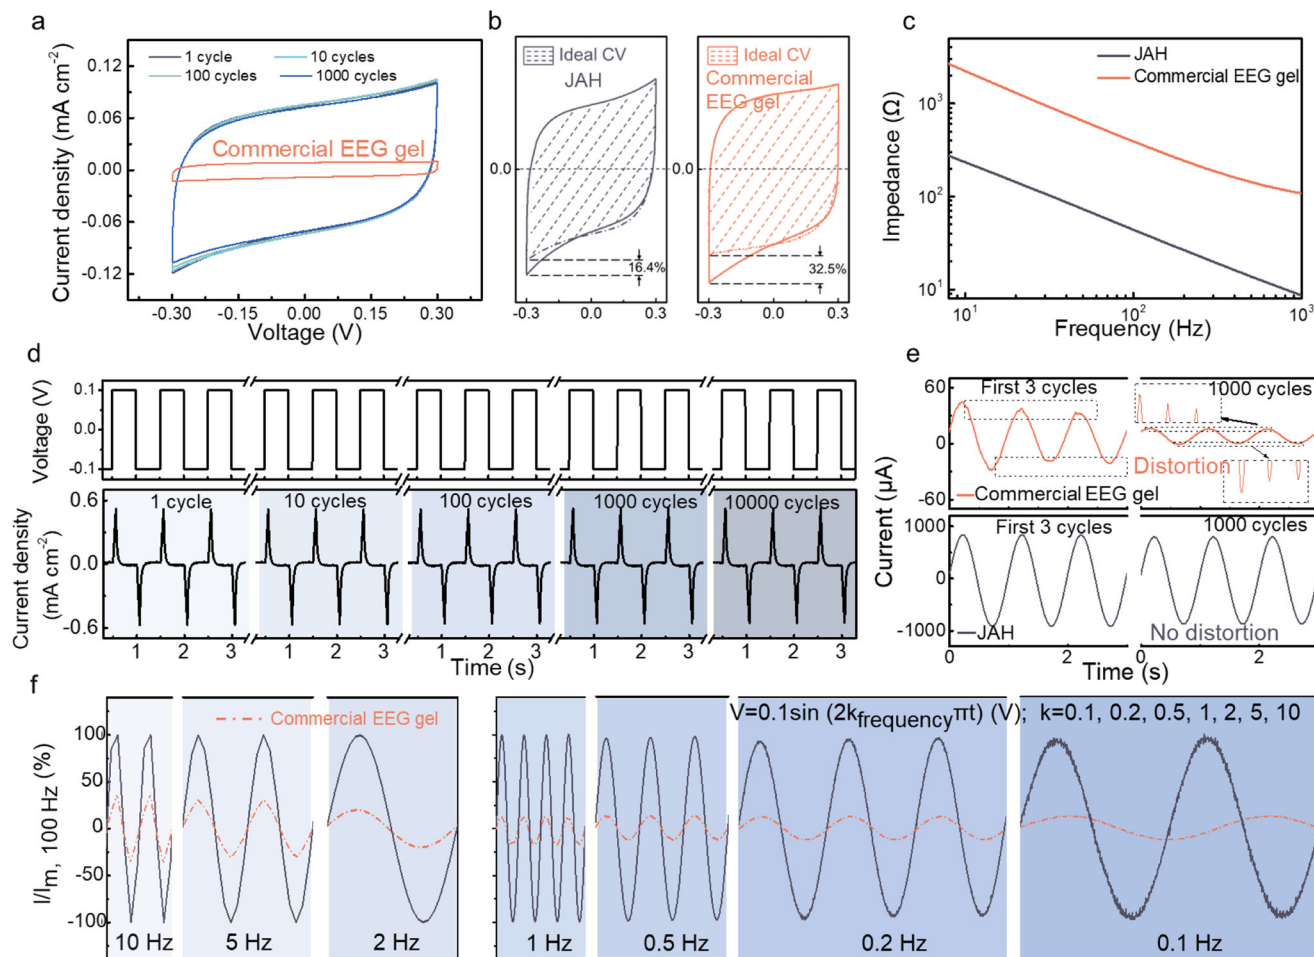 a
1 cycle
10 cycles
100 cycles
1000 cycles
Commercial EEG gel
Current density (mA cm-2)
0.12
0.06
0.00
-0.06
-0.12
-0.30
-0.15
0.00
0.15
0.30
Voltage (V)
b
Ideal CV
JAH
0.0
16.4%
-0.3
0.0
0.3
Ideal CV
Commercial
EEG gel
0.0
32.5%
-0.3
0.0
0.3
c
JAH
Commercial EEG gel
Impedance (Ω)
10³
10²
10¹
10¹
10²
10³
Frequency (Hz)
d
Voltage (V)
0.1
0.0
-0.1
Current density
(mA cm-2)
0.6
0.0
-0.6
1 cycle
10 cycles
100 cycles
1000 cycles
10000 cycles
1 2 3
1 2 3
1 2 3
1 2 3
1 2 3
Time (s)
e
Current (μA)
60
0
-60
First 3 cycles
1000 cycles
Distortion
Commercial EEG gel
1000
0
-1000
First 3 cycles
1000 cycles
JAH
No distortion
0 2 0 2
Time (s)
f
Commercial EEG gel
V=0.1sin (2kfrequencyπt) (V); k=0.1, 0.2, 0.5, 1, 2, 5, 10
I/Im, 100 Hz (%)
100
50
0
-50
-100
10 Hz
5 Hz
2 Hz
1 Hz
0.5 Hz
0.2 Hz
0.1 Hz